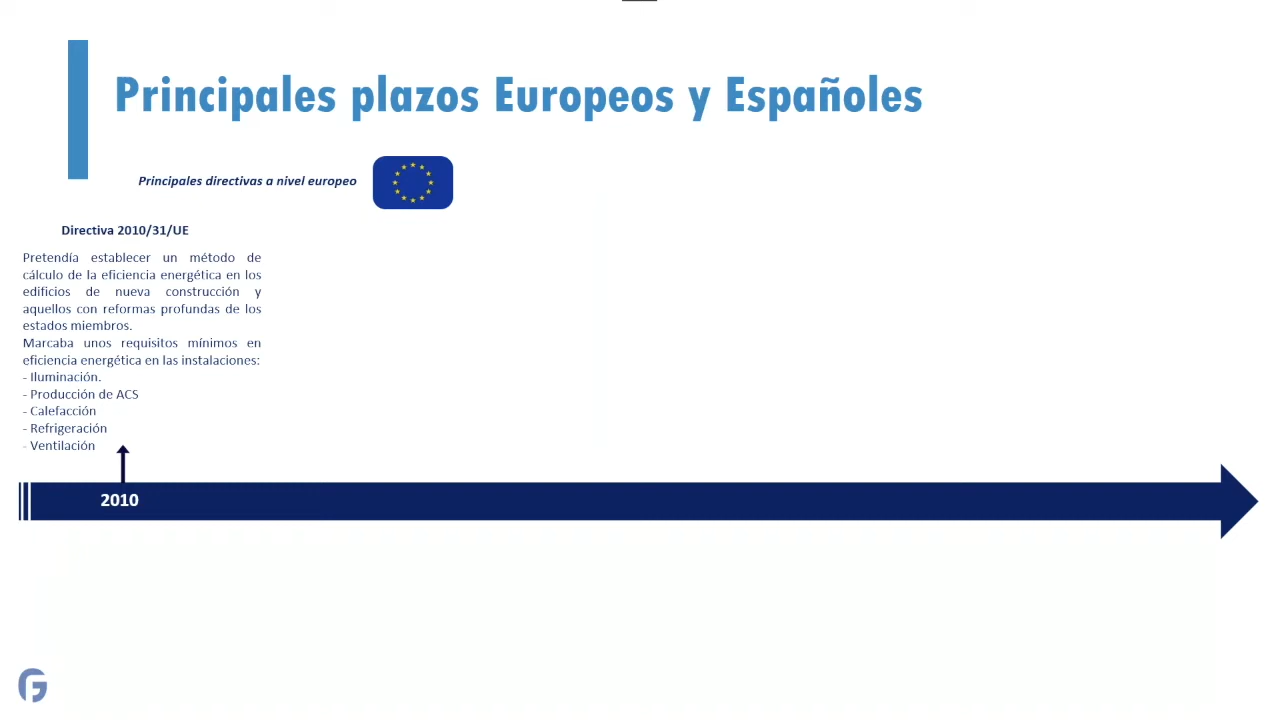 Principales plazos Europeos y Españoles
Principales directivas a nivel europeo
Directiva 2010/31/UE
Pretendía establecer un método de
cálculo de la eficiencia energética en los
edificios de nueva construcción y
aquellos con reformas profundas de los
estados miembros.
Marcaba unos requisitos mínimos en
eficiencia energética en las instalaciones:
- Iluminación.
- Producción de ACS
- Calefacción
- Refrigeración
- Ventilación
2010